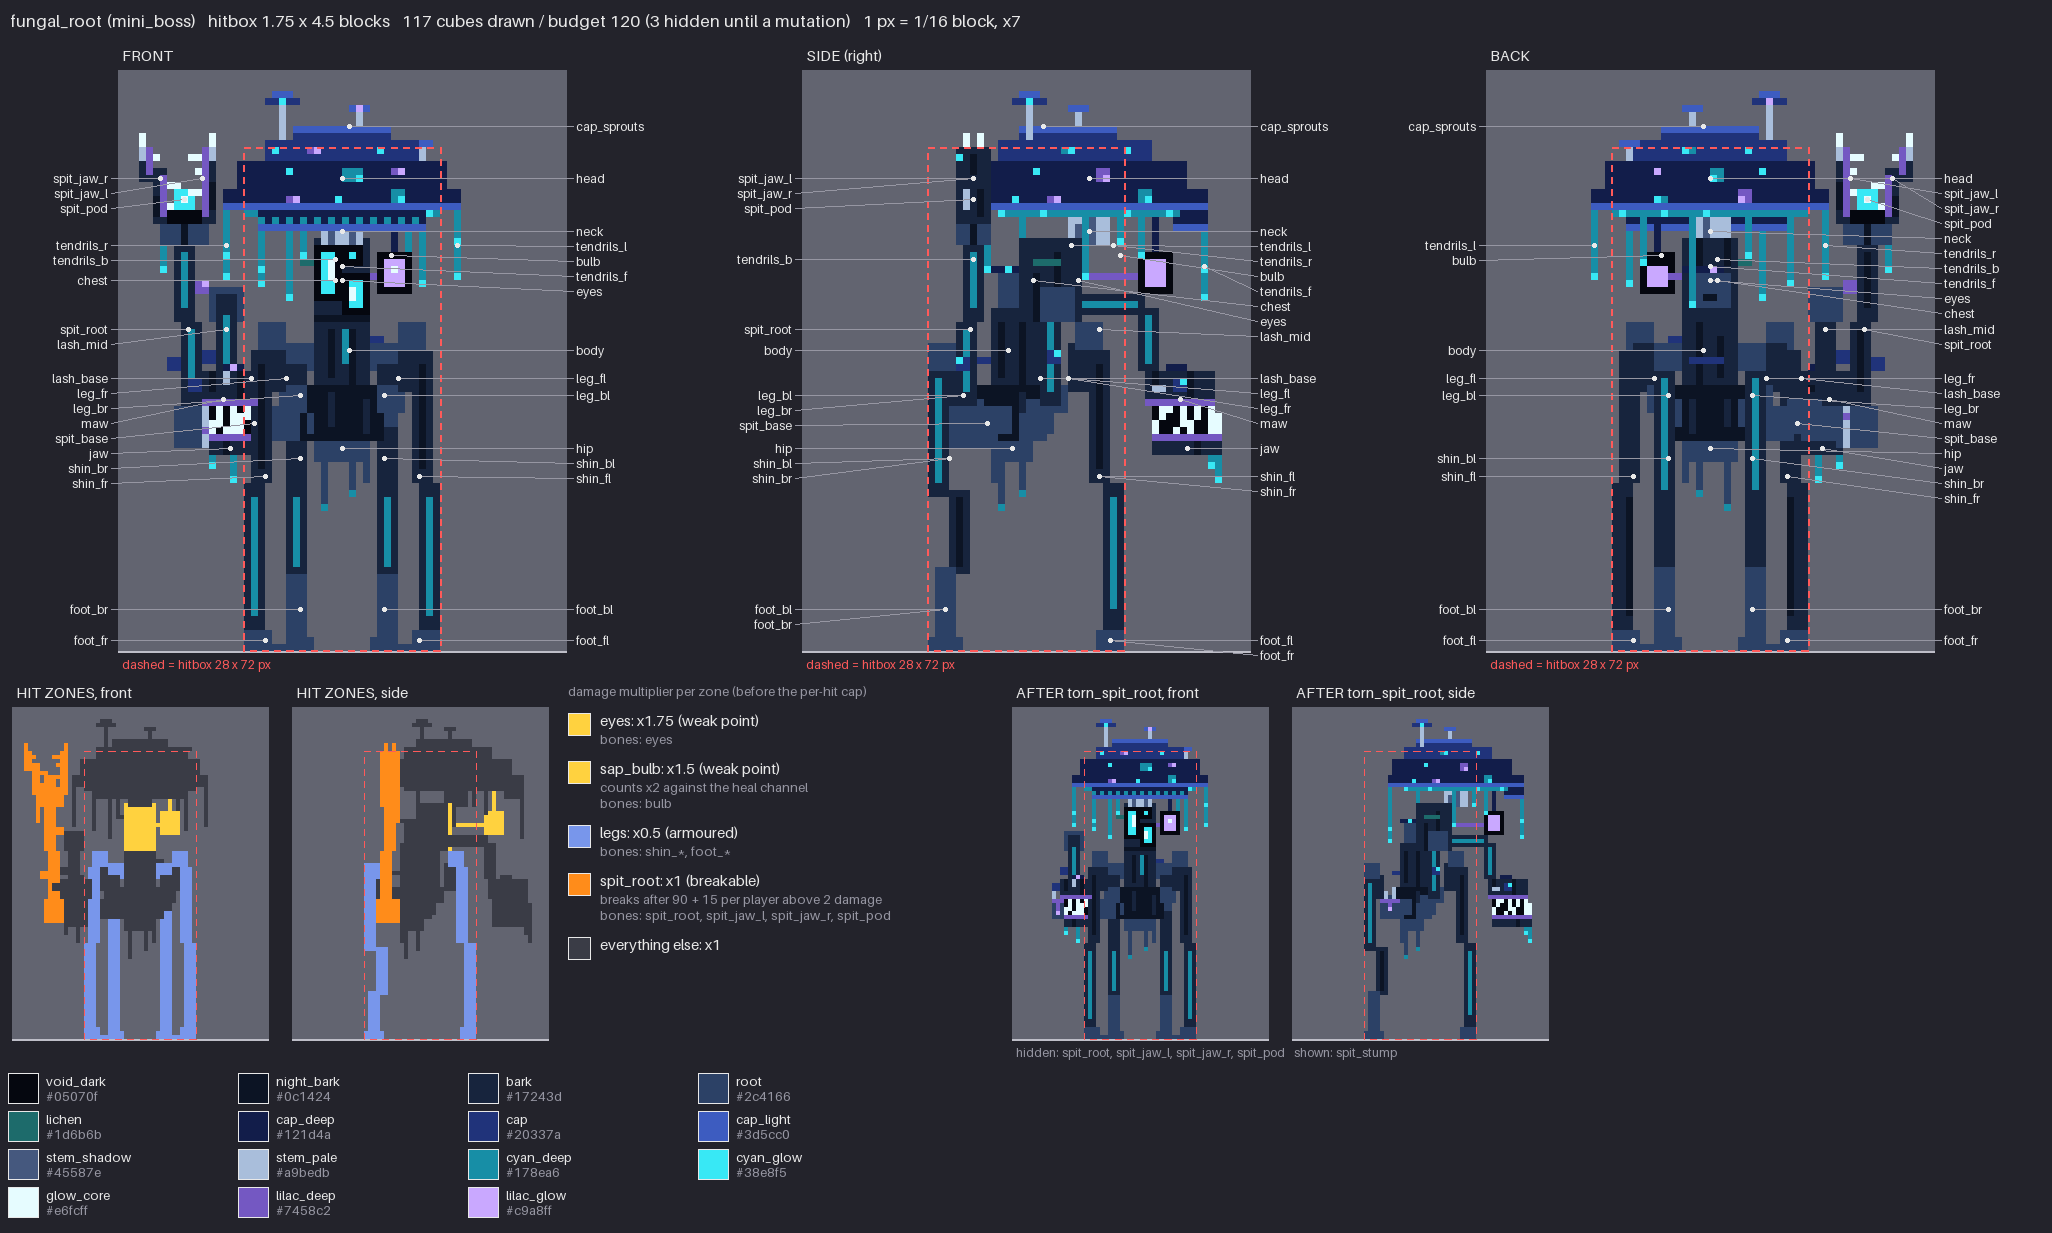 fungal_root (mini_boss)   hitbox 1.75 x 4.5 blocks   117 cubes drawn / budget 120 (3 hidden until a mutation)   1 px = 1/16 block, x7
FRONT
cap_sprouts
spit_jaw_r
head
spit_jaw_l
spit_pod
neck
tendrils_r
tendrils_l
tendrils_b
bulb
tendrils_f
chest
eyes
spit_root
lash_mid
body
lash_base
leg_fl
leg_fr
leg_bl
leg_br
maw
spit_base
jaw
hip
shin_br
shin_bl
shin_fr
shin_fl
foot_br
foot_bl
foot_fr
foot_fl
dashed = hitbox 28 x 72 px
SIDE (right)
cap_sprouts
spit_jaw_l
head
spit_jaw_r
spit_pod
neck
tendrils_l
tendrils_b
tendrils_r
bulb
tendrils_f
chest
eyes
spit_root
lash_mid
body
lash_base
leg_bl
leg_fl
leg_br
leg_fr
spit_base
maw
hip
jaw
shin_bl
shin_br
shin_fl
shin_fr
foot_bl
foot_br
foot_fl
foot_fr
dashed = hitbox 28 x 72 px
BACK
cap_sprouts
head
spit_jaw_l
spit_jaw_r
spit_pod
neck
tendrils_l
tendrils_r
bulb
tendrils_b
tendrils_f
eyes
chest
lash_mid
spit_root
body
leg_fl
leg_fr
leg_bl
lash_base
leg_br
maw
spit_base
hip
shin_bl
jaw
shin_fl
shin_br
shin_fr
foot_bl
foot_br
foot_fl
foot_fr
dashed = hitbox 28 x 72 px
HIT ZONES, front
HIT ZONES, side
damage multiplier per zone (before the per-hit cap)
eyes: x1.75 (weak point)
bones: eyes
sap_bulb: x1.5 (weak point)
counts x2 against the heal channel
bones: bulb
legs: x0.5 (armoured)
bones: shin_*, foot_*
spit_root: x1 (breakable)
breaks after 90 + 15 per player above 2 damage
bones: spit_root, spit_jaw_l, spit_jaw_r, spit_pod
everything else: x1
AFTER torn_spit_root, front
AFTER torn_spit_root, side
hidden: spit_root, spit_jaw_l, spit_jaw_r, spit_pod   shown: spit_stump
void_dark
#05070f
night_bark
#0c1424
bark
#17243d
root
#2c4166
lichen
#1d6b6b
cap_deep
#121d4a
cap
#20337a
cap_light
#3d5cc0
stem_shadow
#45587e
stem_pale
#a9bedb
cyan_deep
#178ea6
cyan_glow
#38e8f5
glow_core
#e6fcff
lilac_deep
#7458c2
lilac_glow
#c9a8ff